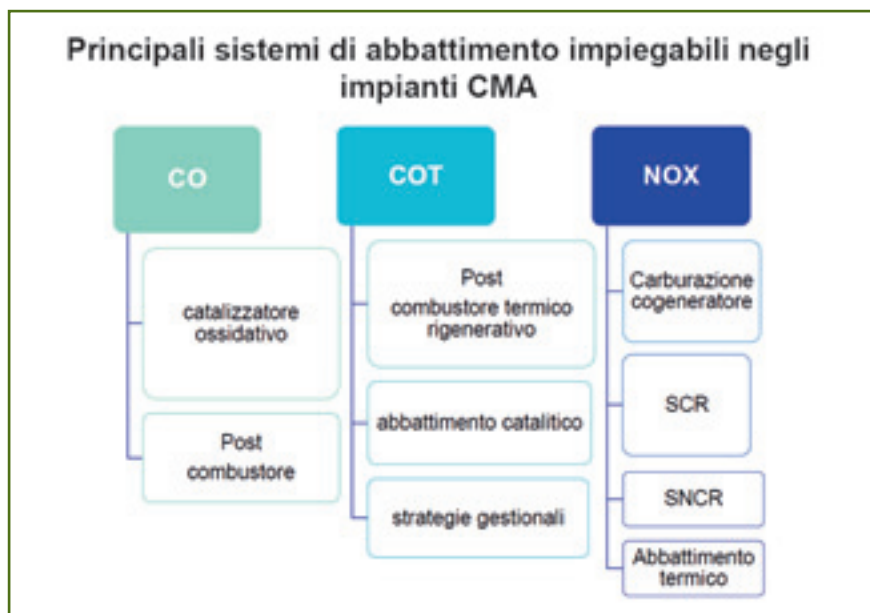 Principali sistemi di abbattimento impiegabili negli
impianti CMA
CO
catalizzatore
ossidativo
Post
combustore
COT
Post
combustore termico
rigenerativo
abbattimento catalitico
strategie gestionali
NOX
Carburazione
cogeneratore
SCR
SNCR
Abbattimento
termico